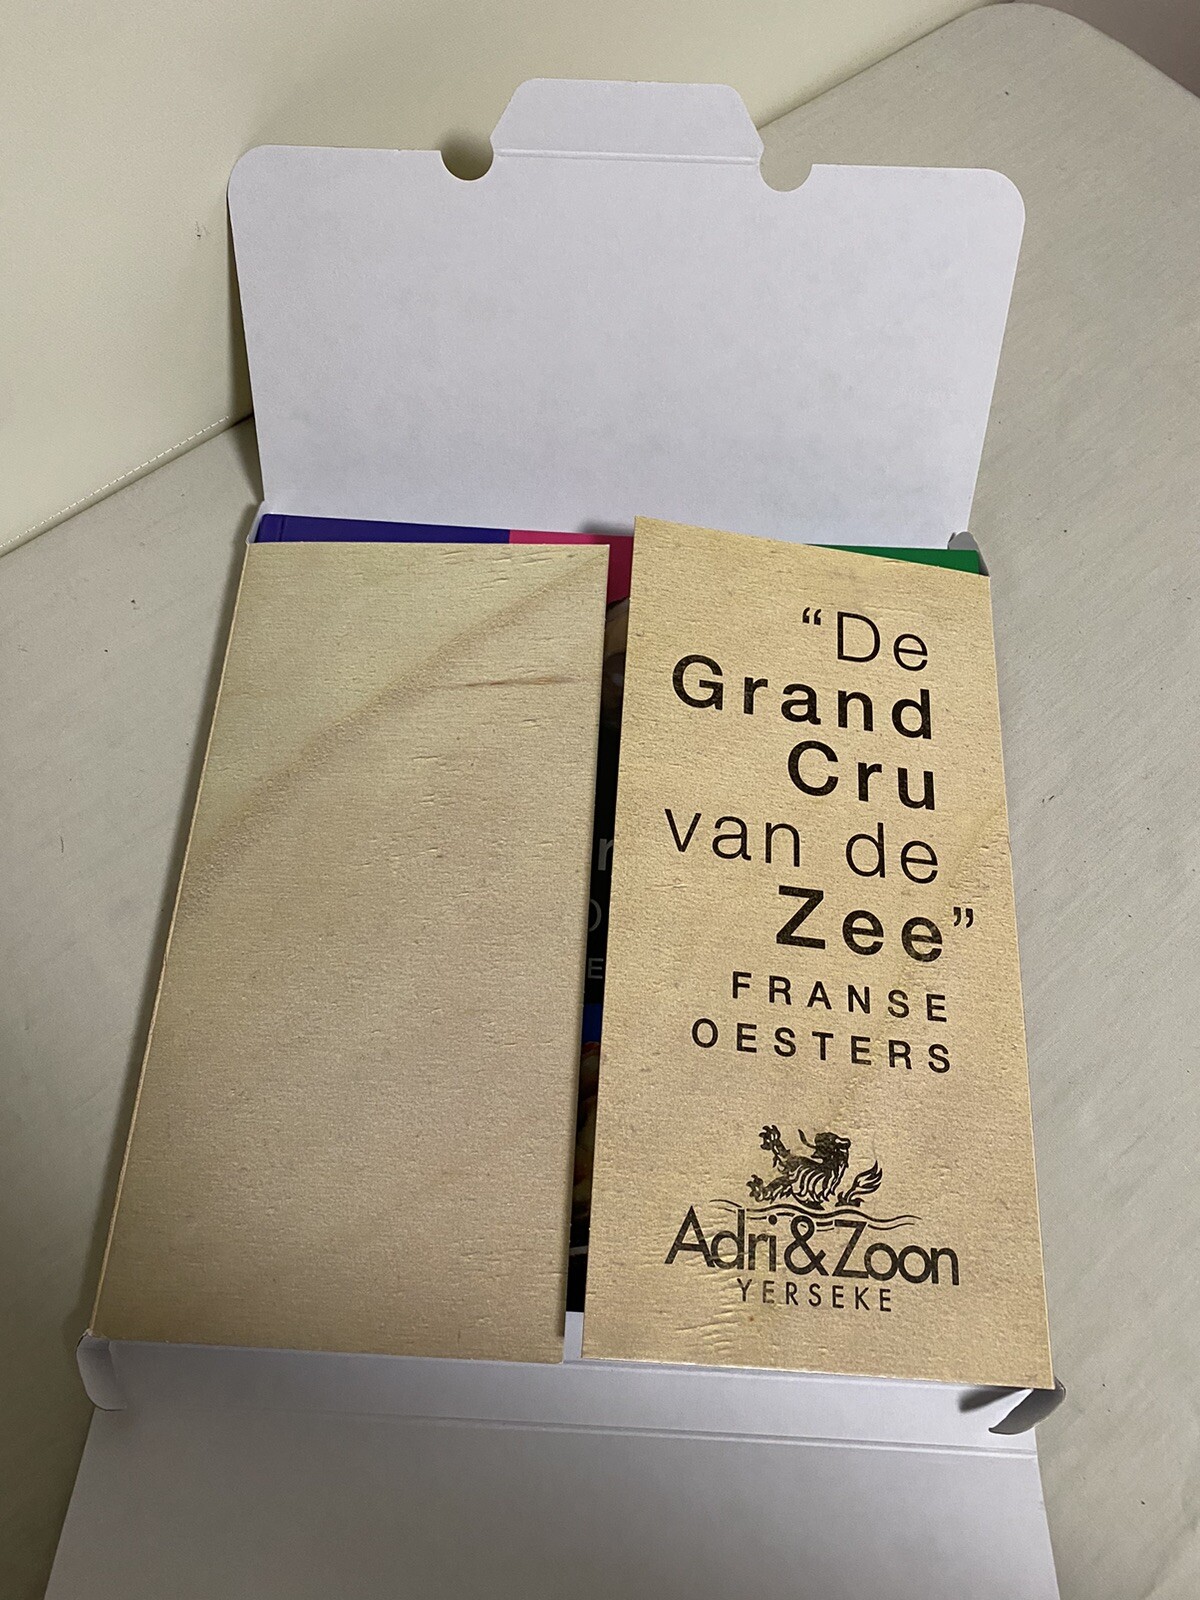 “De
Grand
Cru
van de
Zee”
FRANSE
OESTERS
Adri&Zoon
YERSEKE